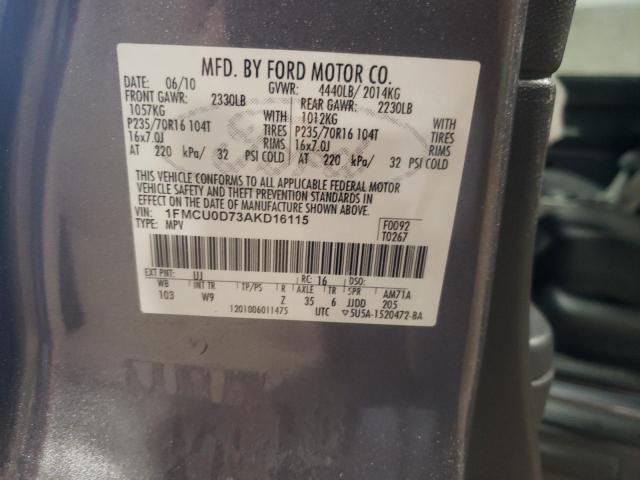 MFD. BY FORD MOTOR CO.
DATE: 06/10 GVWR: 4440LB/ 2014KG
FRONT GAWR: 2330LB REAR GAWR: 2230LB
1057KG WITH 1012KG WITH
P235/70R16 104T TIRES P235/70R16 104T TIRES
16x7.0J RIMS 16x7.0J RIMS
AT 220 kPa/ 32 PSI COLD AT 220 kPa/ 32 PSI COLD
THIS VEHICLE CONFORMS TO ALL APPLICABLE FEDERAL MOTOR
VEHICLE SAFETY AND THEFT PREVENTION STANDARDS IN
EFFECT ON THE DATE OF MANUFACTURE SHOWN ABOVE.
VIN: 1FMCU0D73AKD16115 F0092
TYPE: MPV T0267
EXT PNT: UJ RC: 16 DSO:
WB INT TR TP/PS R AXLE TR SPR AM71A
103 W9 Z 35 6 JJDD 205
1201006011475 UTC ▽5U5A-1520472-BA